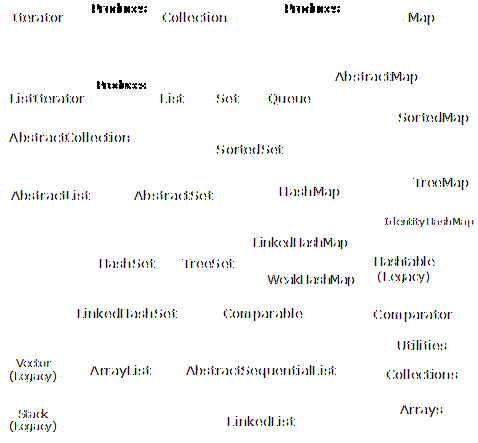 Iterator Produces Collection Produces Map
AbstractMap
ListIterator Produces List Set Queue
SortedMap
AbstractCollection
SortedSet
AbstractList AbstractSet HashMap TreeMap
IdentityHashMap
LinkedHashMap
HashSet TreeSet Hashtable
(Legacy)
WeakHashMap
LinkedHashSet Comparable Comparator
Utilities
Vector
(Legacy)
ArrayList AbstractSequentialList Collections
Stack
(Legacy)
LinkedList Arrays